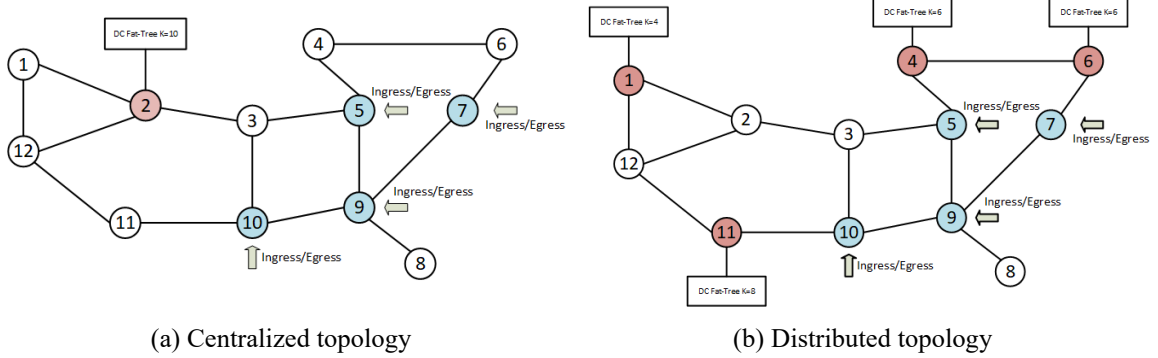 DC Fat-Tree K=10
1
2
3
4
6
5
Ingress/Egress
7
Ingress/Egress
12
11
10
Ingress/Egress
9
Ingress/Egress
8
(a) Centralized topology
DC Fat-Tree K=4
DC Fat-Tree K=6
DC Fat-Tree K=6
1
2
3
4
6
5
Ingress/Egress
7
Ingress/Egress
12
11
DC Fat-Tree K=8
10
Ingress/Egress
9
Ingress/Egress
8
(b) Distributed topology